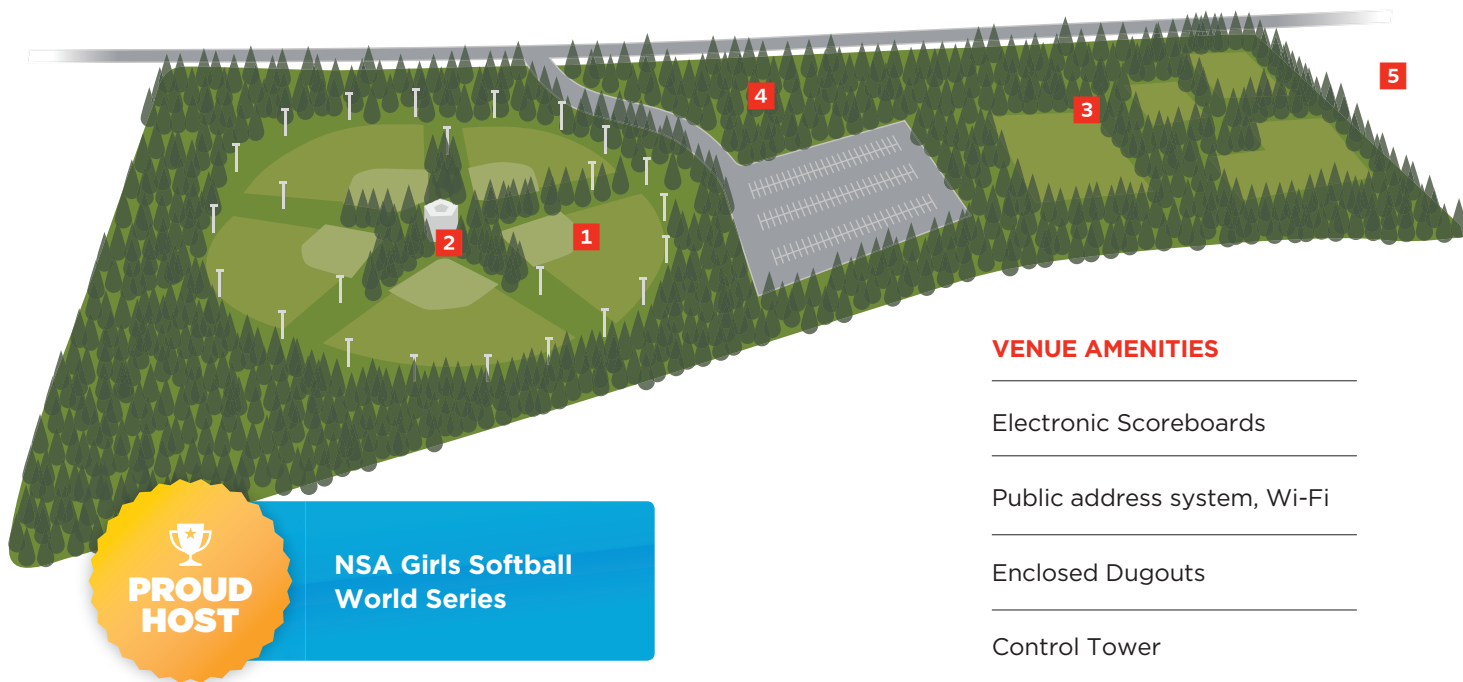 5
4
3
1
2
VENUE AMENITIES
Electronic Scoreboards
Public address system, Wi-Fi
Enclosed Dugouts
Control Tower
PROUD
HOST
NSA Girls Softball
World Series